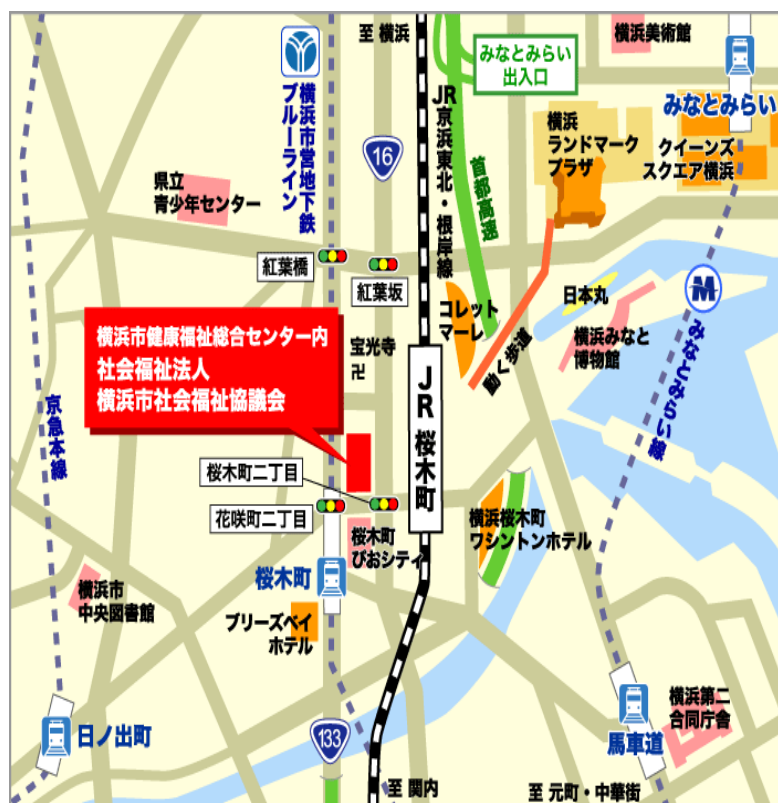 至 横浜
みなとみらい
出入口
横浜美術館
みなとみらい
横浜市営地下鉄
ブルーライン
16
JR京浜東北・根岸線
首都高速
横浜
ランドマーク
プラザ
クイーンズ
スクエア横浜
県立
青少年センター
紅葉橋
紅葉坂
コレット
マーレ
日本丸
横浜みなと
博物館
動く歩道
みなとみらい線
横浜市健康福祉総合センター内
社会福祉法人
横浜市社会福祉協議会
宝光寺
卍
JR 桜木町
京急本線
桜木町二丁目
花咲町二丁目
桜木町
ぴおシティ
横浜桜木町
ワシントンホテル
桜木町
横浜市
中央図書館
ブリーズベイ
ホテル
日ノ出町
133
馬車道
横浜第二
合同庁舎
至 関内
至 元町・中華街